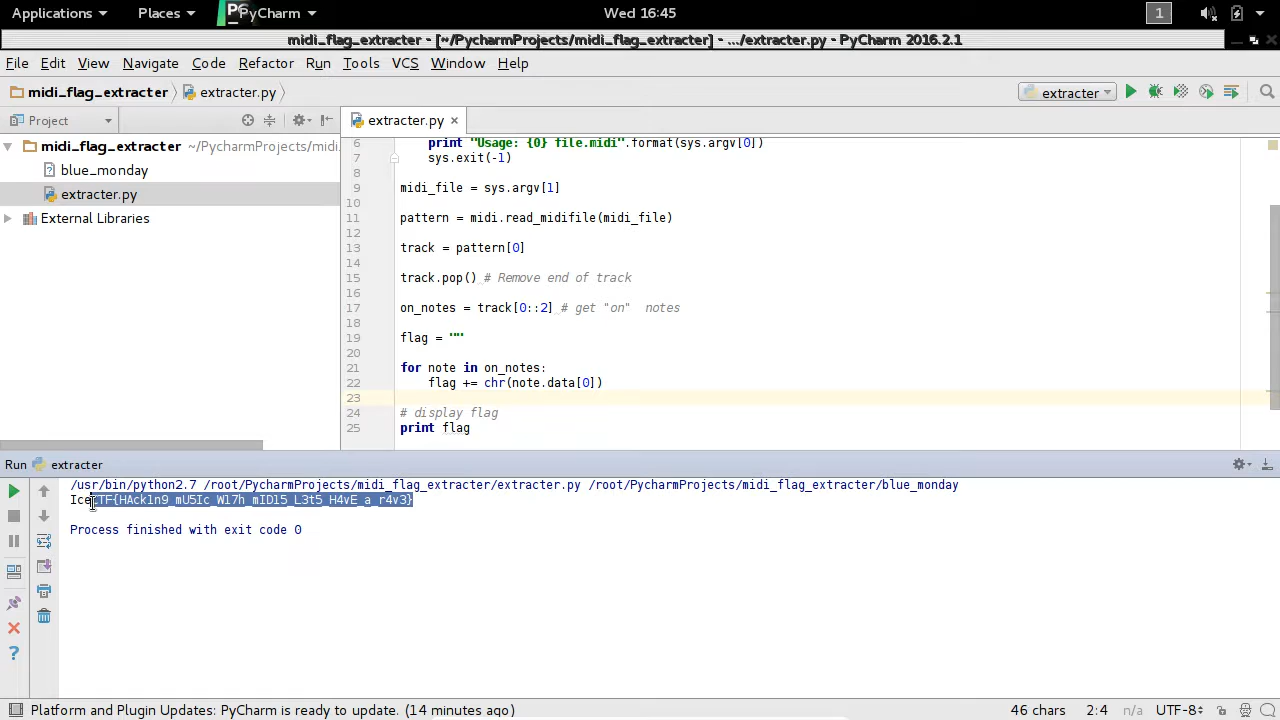 Applications Places PyCharm Wed 16:45 1
midi_flag_extracter - [~/PycharmProjects/midi_flag_extracter] - .../extracter.py - PyCharm 2016.2.1
File Edit View Navigate Code Refactor Run Tools VCS Window Help
midi_flag_extracter extracter.py extracter
Project extracter.py
midi_flag_extracter ~/PycharmProjects/midi
blue_monday
extracter.py
External Libraries
6 print "Usage: {0} file.midi".format(sys.argv[0])
7 sys.exit(-1)
8
9 midi_file = sys.argv[1]
10
11 pattern = midi.read_midifile(midi_file)
12
13 track = pattern[0]
14
15 track.pop() # Remove end of track
16
17 on_notes = track[0::2] # get "on"  notes
18
19 flag = ""
20
21 for note in on_notes:
22 flag += chr(note.data[0])
23
24 # display flag
25 print flag
Run extracter
/usr/bin/python2.7 /root/PycharmProjects/midi_flag_extracter/extracter.py /root/PycharmProjects/midi_flag_extracter/blue_monday
Process finished with exit code 0
Platform and Plugin Updates: PyCharm is ready to update. (14 minutes ago) 46 chars 2:4 n/a UTF-8